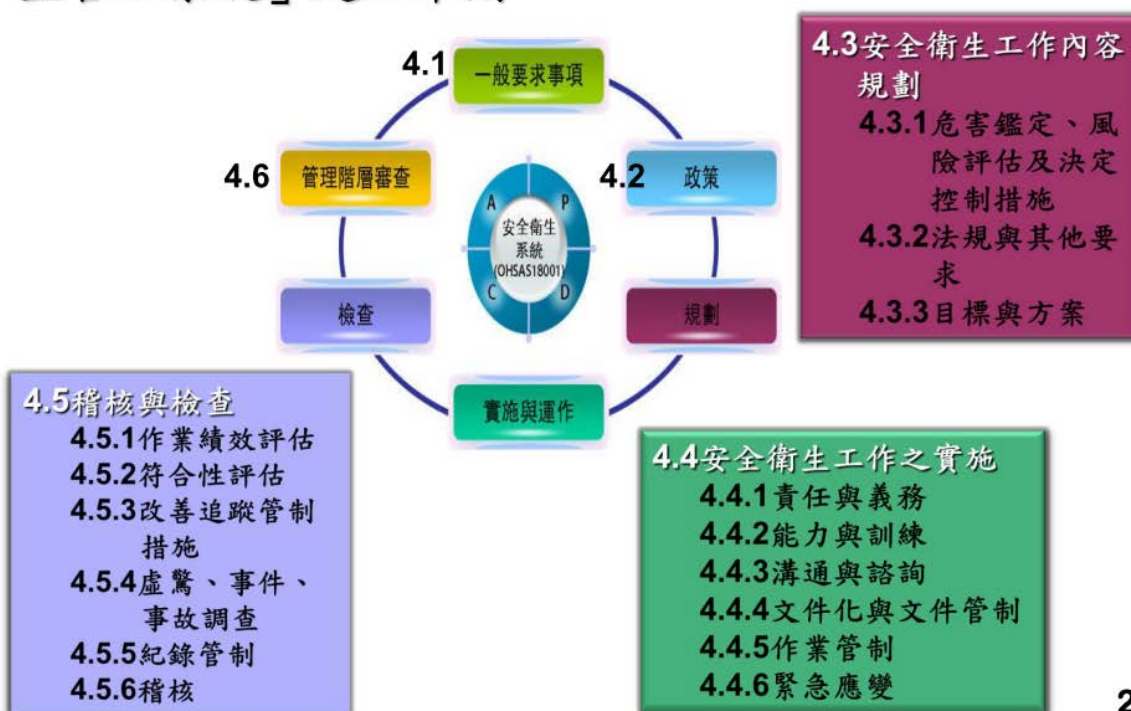 4.1
一般要求事項
4.6
管理階層審查
4.2
政策
A
P
安全衛生
系統
(OHSAS18001)
C
D
檢查
規劃
實施與運作
4.3安全衛生工作內容
規劃
4.3.1危害鑑定、風
險評估及決定
控制措施
4.3.2法規與其他要
求
4.3.3目標與方案
4.5稽核與檢查
4.5.1作業績效評估
4.5.2符合性評估
4.5.3改善追蹤管制
措施
4.5.4虛驚、事件、
事故調查
4.5.5紀錄管制
4.5.6稽核
4.4安全衛生工作之實施
4.4.1責任與義務
4.4.2能力與訓練
4.4.3溝通與諮詢
4.4.4文件化與文件管制
4.4.5作業管制
4.4.6緊急應變
2